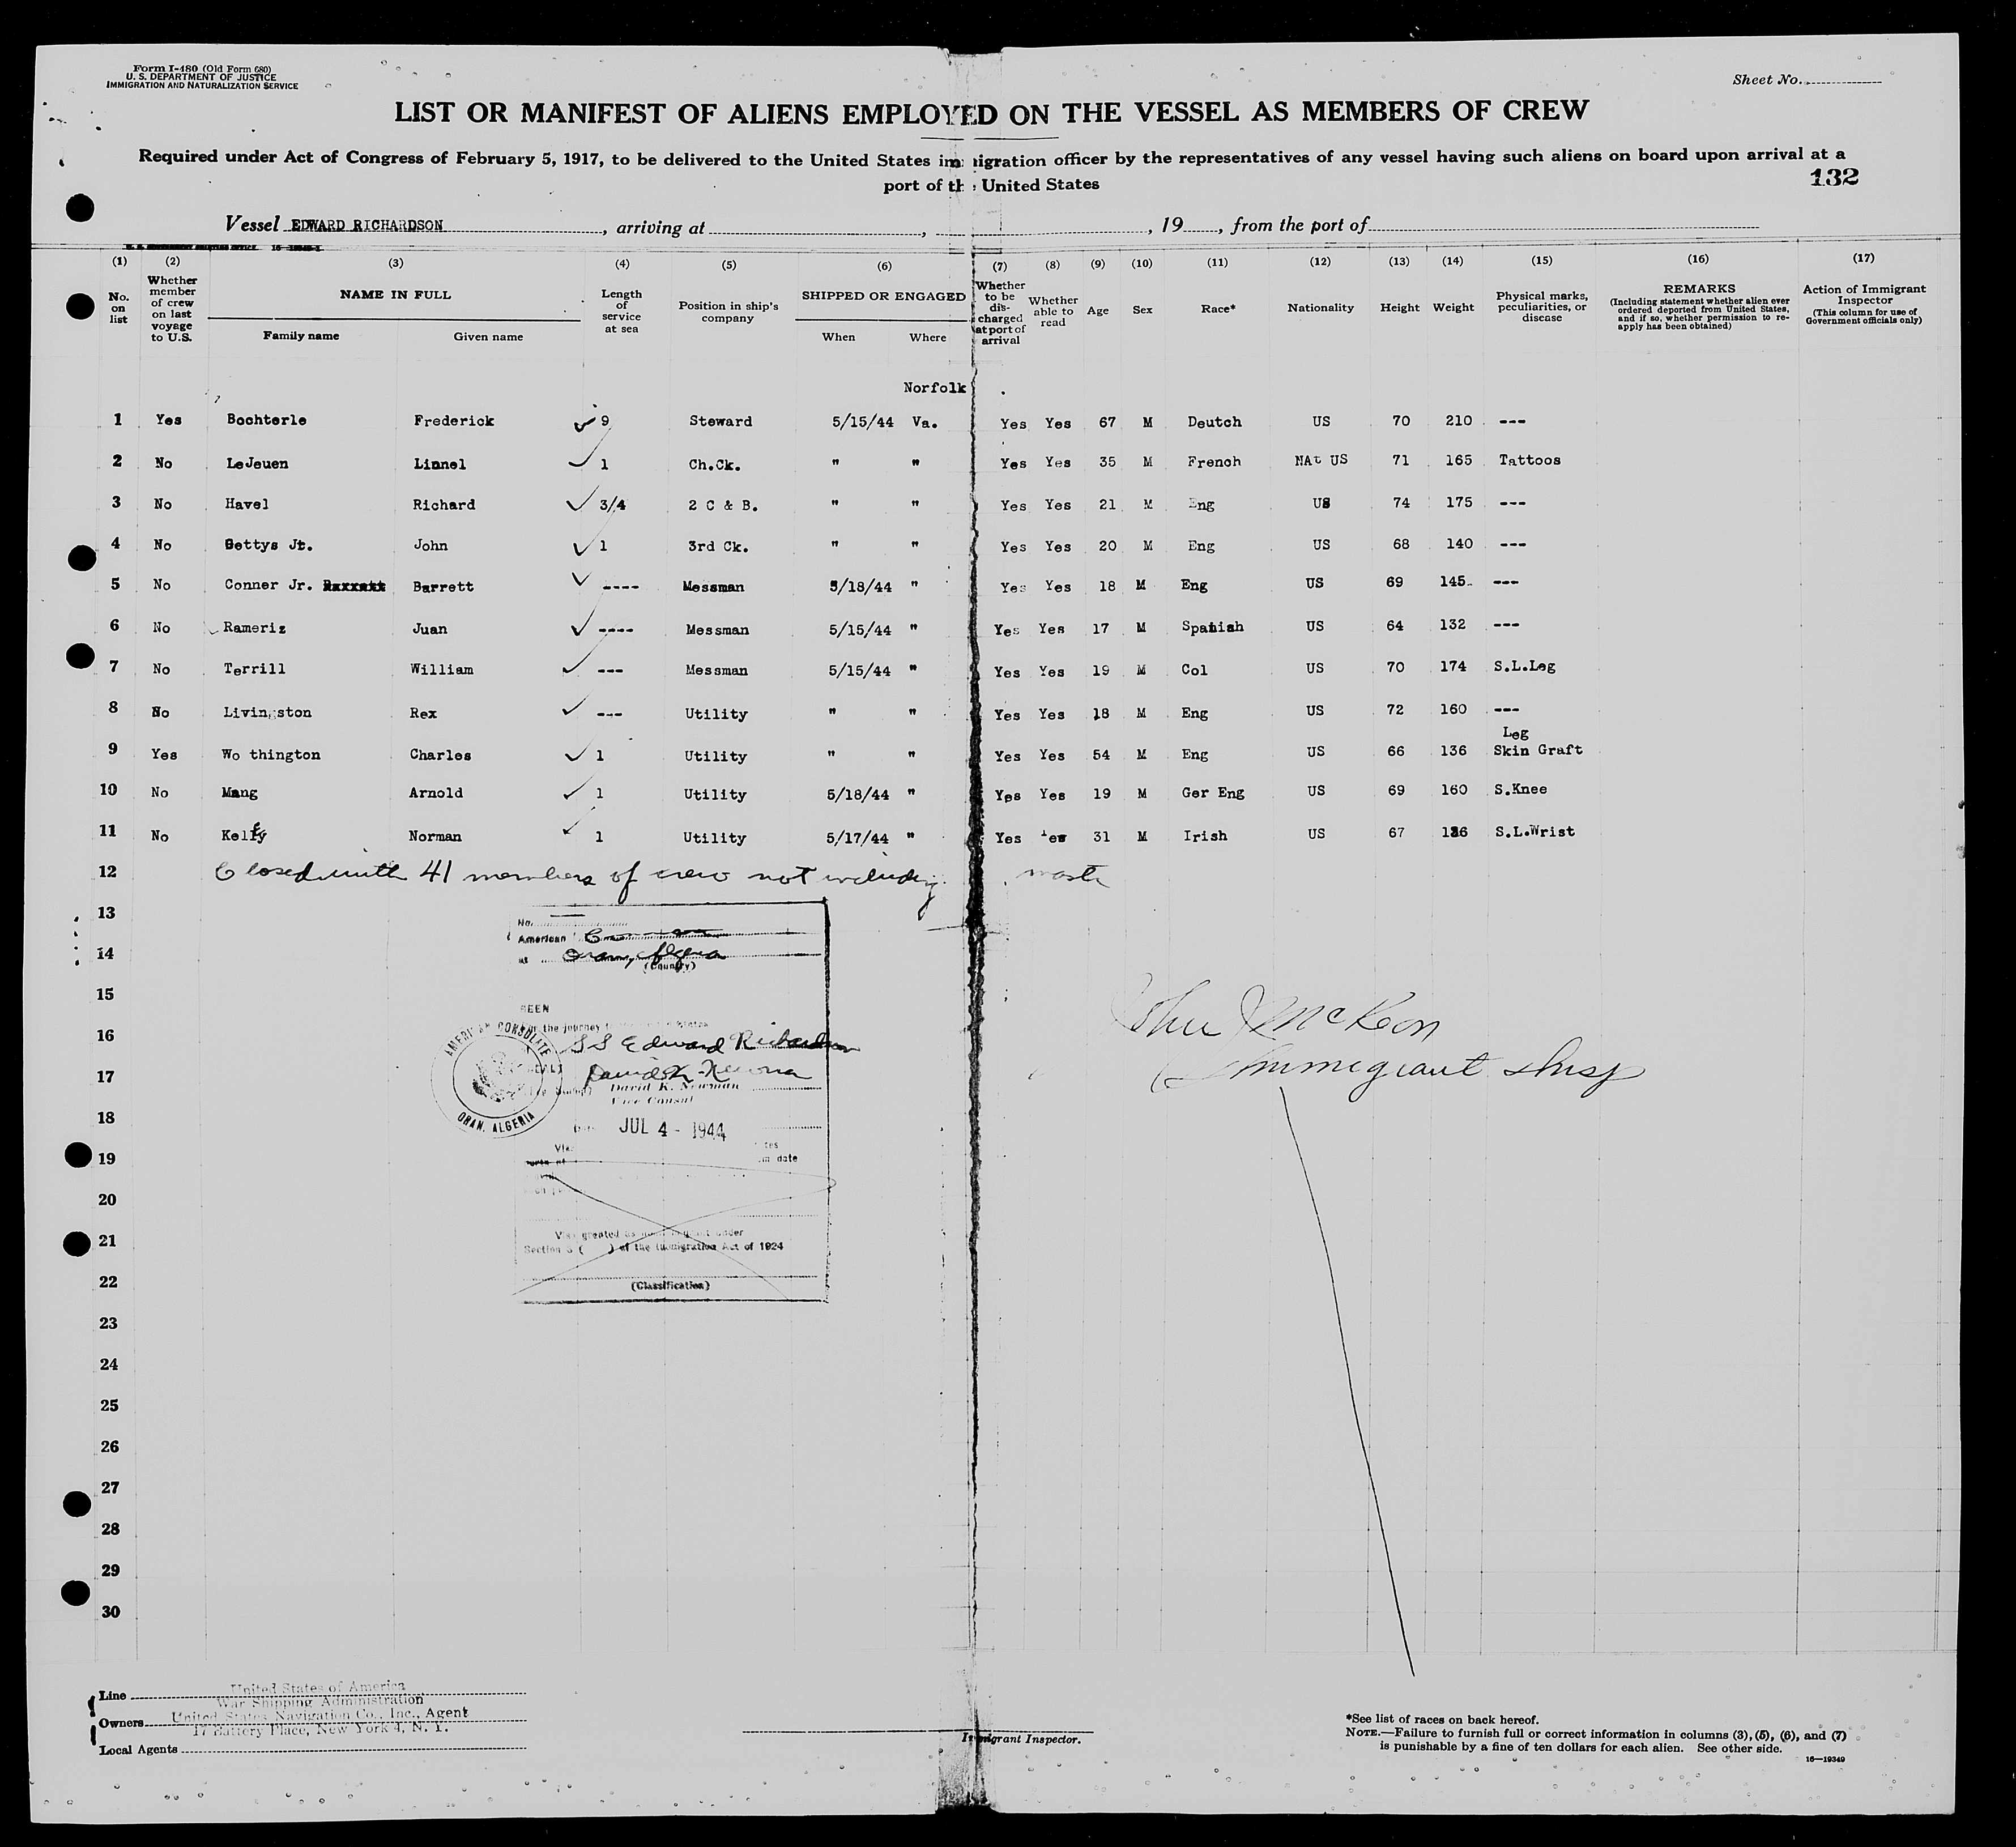 Form I-480 (Old Form 680)
U. S. DEPARTMENT OF JUSTICE
IMMIGRATION AND NATURALIZATION SERVICE
Sheet No.
LIST OR MANIFEST OF ALIENS EMPLOYED ON THE VESSEL AS MEMBERS OF CREW
Required under Act of Congress of February 5, 1917, to be delivered to the United States immigration officer by the representatives of any vessel having such aliens on board upon arrival at a
port of the United States
132
Vessel EDWARD RICHARDSON, arriving at , , 19 , from the port of
(1) (2) (3) (4) (5) (6) (7) (8) (9) (10) (11) (12) (13) (14) (15) (16) (17)
No. on list
Whether member of crew on last voyage to U.S.
NAME IN FULL
Family name Given name
Length of service at sea
Position in ship's company
SHIPPED OR ENGAGED
When Where
Whether to be discharged at port of arrival
Whether able to read
Age
Sex
Race*
Nationality
Height
Weight
Physical marks, peculiarities, or disease
REMARKS
(Including statement whether alien ever ordered deported from United States, and if so, whether permission to reapply has been obtained)
Action of Immigrant Inspector
(This column for use of Government officials only)
Norfolk
1 Yes Bochterle Frederick 9 Steward 5/15/44 Va. Yes Yes 67 M Deutch US 70 210 ---
2 No LeJeuen Linnel 1 Ch.Ck. " " Yes Yes 35 M French NAt US 71 165 Tattoos
3 No Havel Richard 3/4 2 C & B. " " Yes Yes 21 M Eng US 74 175 ---
4 No Gettys Jt. John 1 3rd Ck. " " Yes Yes 20 M Eng US 68 140 ---
5 No Conner Jr. Barrett ---- Messman 5/18/44 " Yes Yes 18 M Eng US 69 145 ---
6 No Rameriz Juan ---- Messman 5/15/44 " Yes Yes 17 M Spanish US 64 132 ---
7 No Terrill William --- Messman 5/15/44 " Yes Yes 19 M Col US 70 174 S.L.Leg
8 No Livingston Rex --- Utility " " Yes Yes 18 M Eng US 72 160 ---
Leg
9 Yes Wo thington Charles 1 Utility " " Yes Yes 54 M Eng US 66 136 Skin Graft
10 No Mang Arnold 1 Utility 5/18/44 " Yes Yes 19 M Ger Eng US 69 160 S.Knee
11 No Kelly Norman 1 Utility 5/17/44 " Yes Yes 31 M Irish US 67 136 S.L.Wrist
12 Closed with 41 members of crew not including
13
No.
American
14
at Oran, Algeria
(Country)
15
SEEN
16
for the journey
SS Edward Richardson
John McKeon
17
Immigrant Insp
David K. Newman
David K. Newman
Vice Consul
AMERICAN CONSULATE
ORAN, ALGERIA
18
JUL 4 - 1944
19
date
20
21
Visa granted as under
Section 3 ( ) of the Immigration Act of 1924
22
(Classification)
23
24
25
26
27
28
29
30
Line United States of America
War Shipping Administration
Owners United States Navigation Co., Inc., Agent
17 Battery Place, New York 4, N. Y.
Local Agents
Immigrant Inspector.
*See list of races on back hereof.
NOTE.—Failure to furnish full or correct information in columns (3), (5), (6), and (7)
is punishable by a fine of ten dollars for each alien. See other side.
16—19349